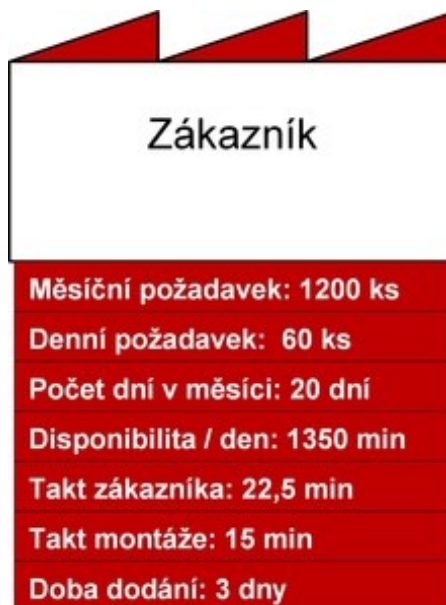 Zákazník
Měsíční požadavek: 1200 ks
Denní požadavek:  60 ks
Počet dní v měsíci: 20 dní
Disponibilita / den: 1350 min
Takt zákazníka: 22,5 min
Takt montáže: 15 min
Doba dodání: 3 dny